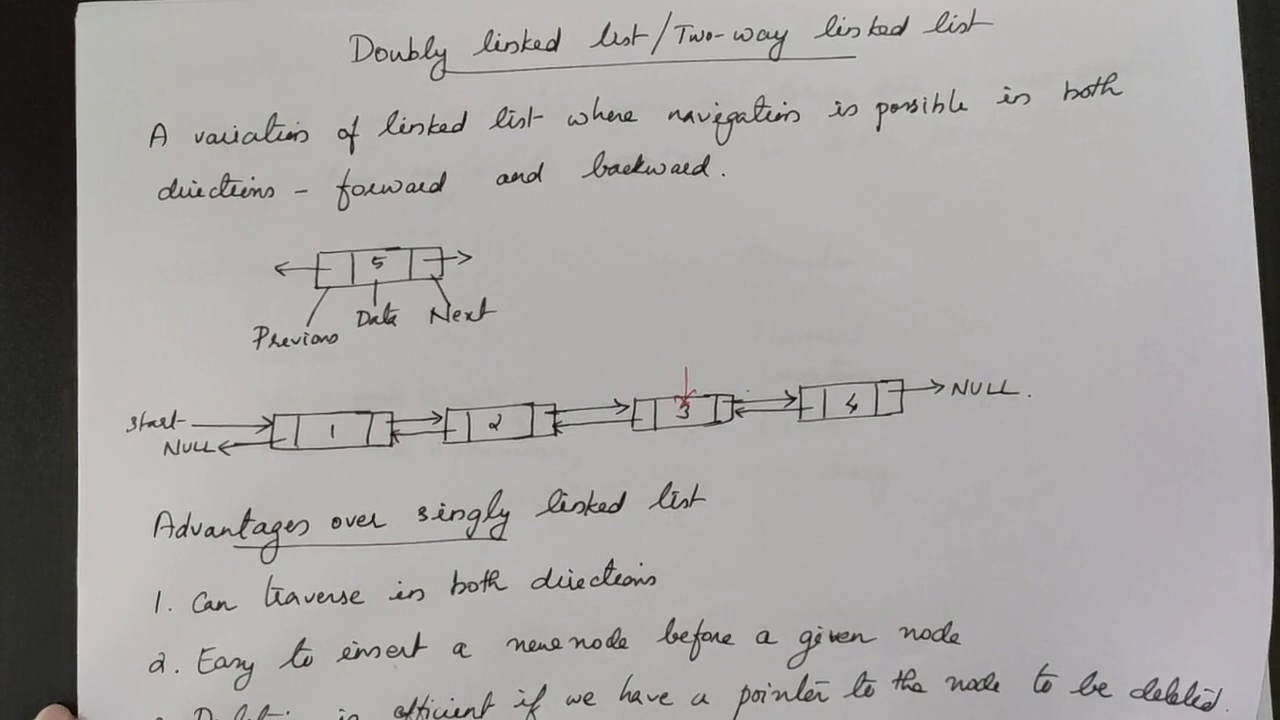 Doubly linked list/Two-way linked list
A variation of linked list where navigation is possible in both
directions - forward and backward.
5
Previous Data Next
Start 1 2 3 4 NULL.
NULL
Advantages over singly linked list
1. Can traverse in both directions
2. Easy to insert a new node before a given node
is efficient if we have a pointer to the node to be deleted.